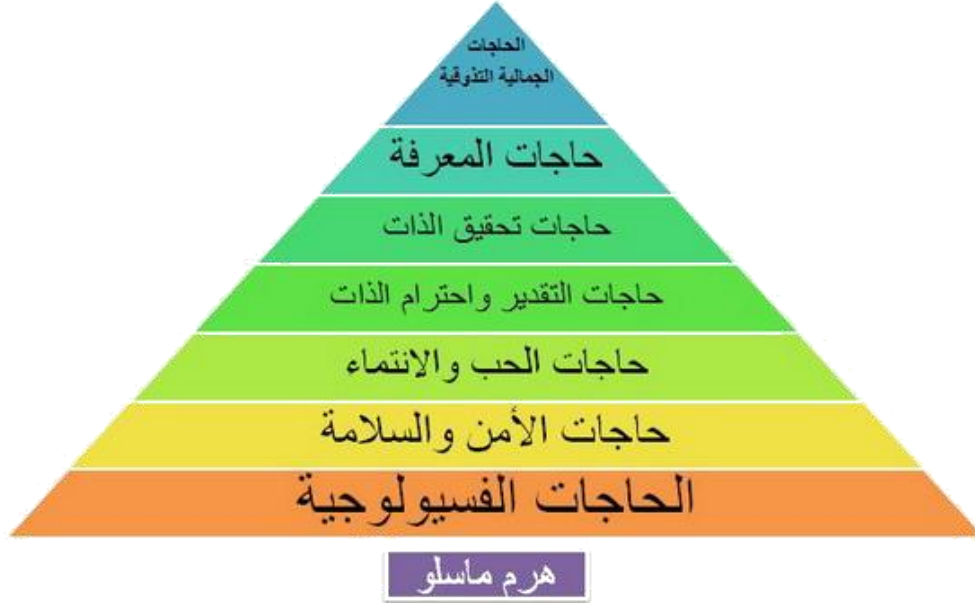 الحاجات
الجمالية التذوقية
حاجات المعرفة
حاجات تحقيق الذات
حاجات التقدير واحترام الذات
حاجات الحب والانتماء
حاجات الأمن والسلامة
الحاجات الفسيولوجية
هرم ماسلو